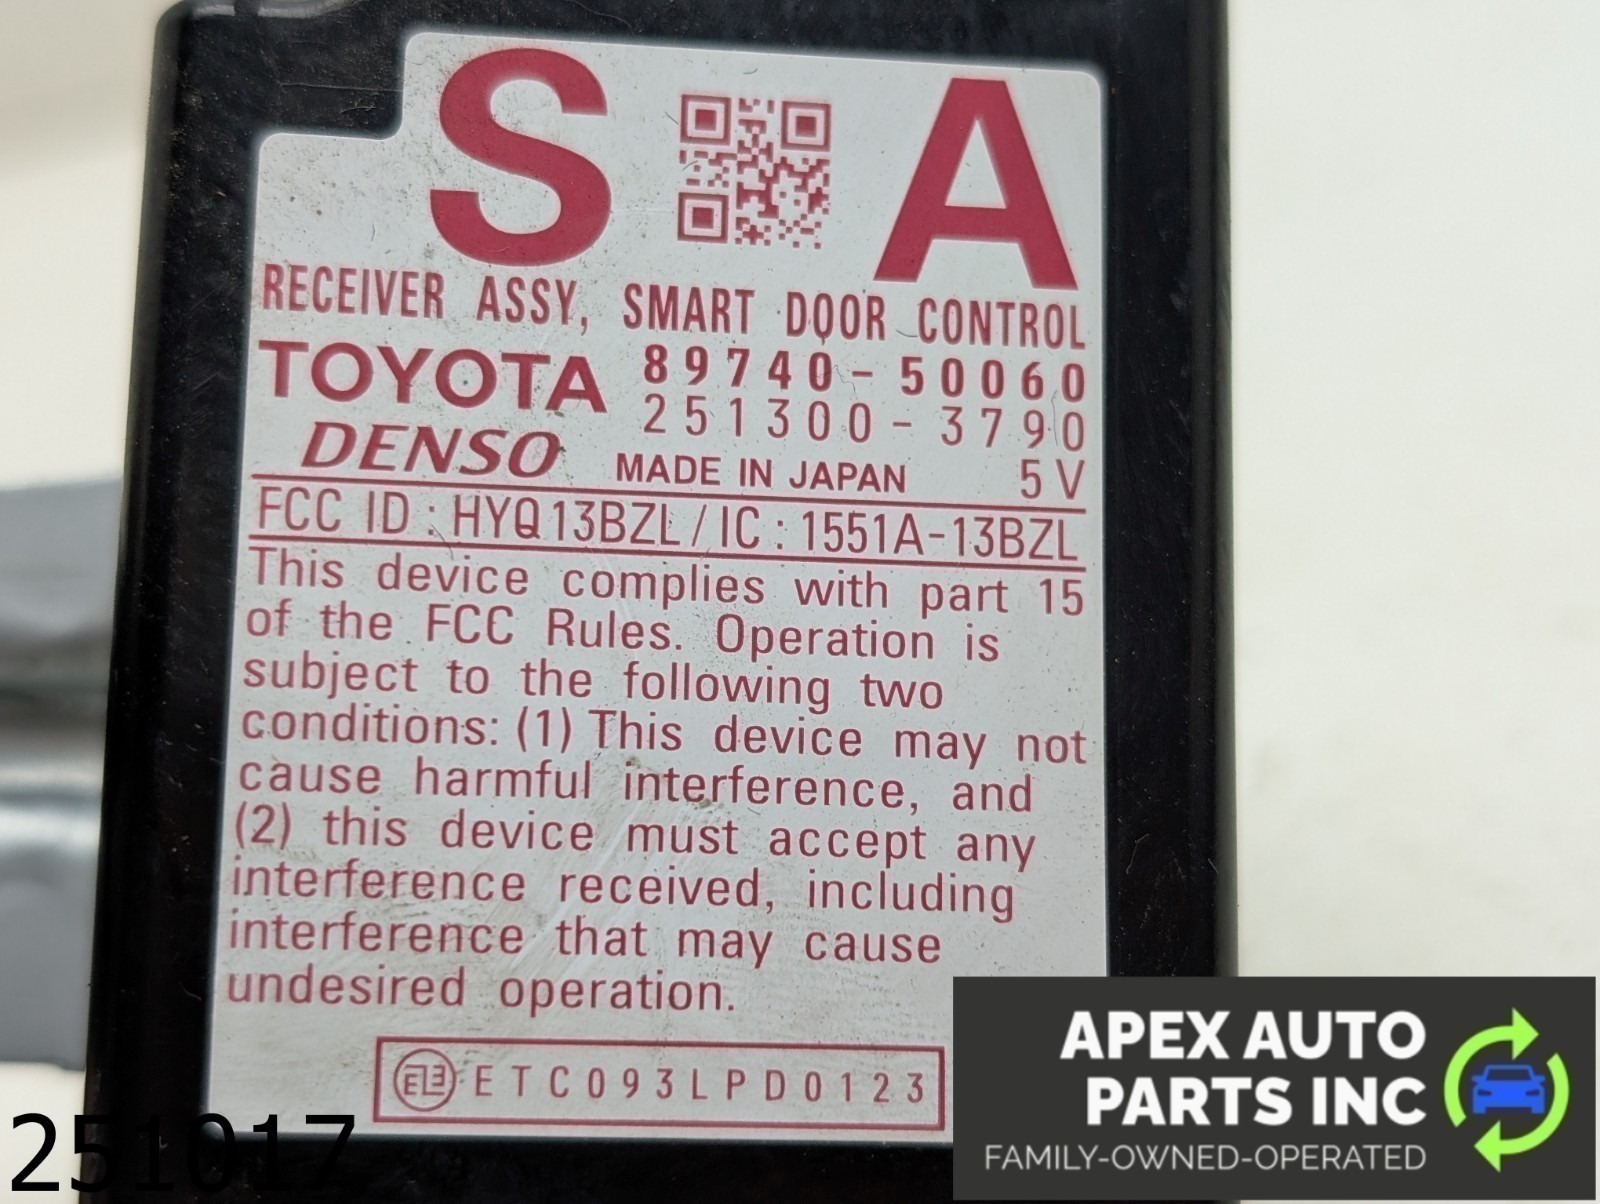 S A
RECEIVER ASSY, SMART DOOR CONTROL
TOYOTA 89740-50060
251300-3790
DENSO MADE IN JAPAN 5V
FCC ID : HYQ13BZL / IC : 1551A-13BZL
This device complies with part 15
of the FCC Rules. Operation is
subject to the following two
conditions: (1) This device may not
cause harmful interference, and
(2) this device must accept any
interference received, including
interference that may cause
undesired operation.
ETC093LPD0123
251017
APEX AUTO
PARTS INC
FAMILY-OWNED-OPERATED